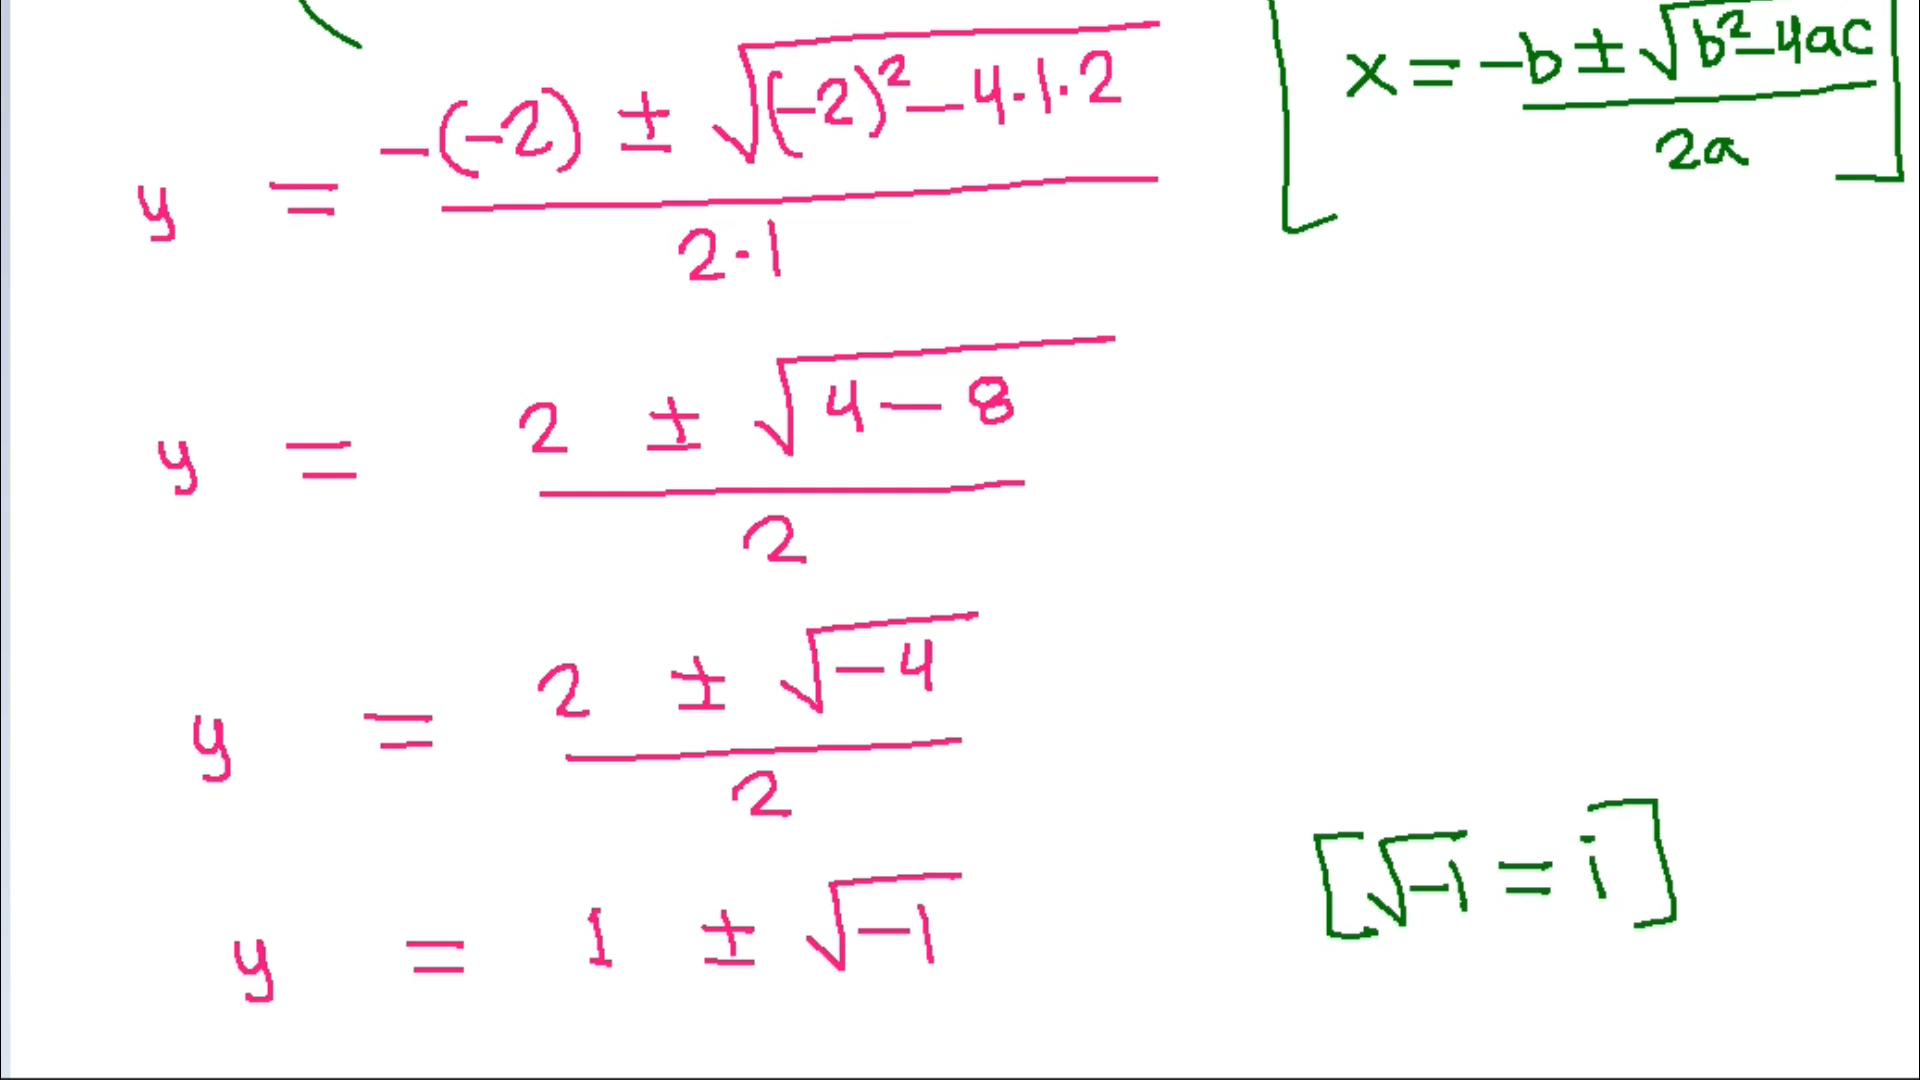 y = (-(-2) ± √((-2)² - 4·1·2)) / (2·1)
[x = (-b ± √(b² - 4ac)) / (2a)]
y = (2 ± √(4 - 8)) / 2
y = (2 ± √(-4)) / 2
y = 1 ± √(-1)
[√(-1) = i]